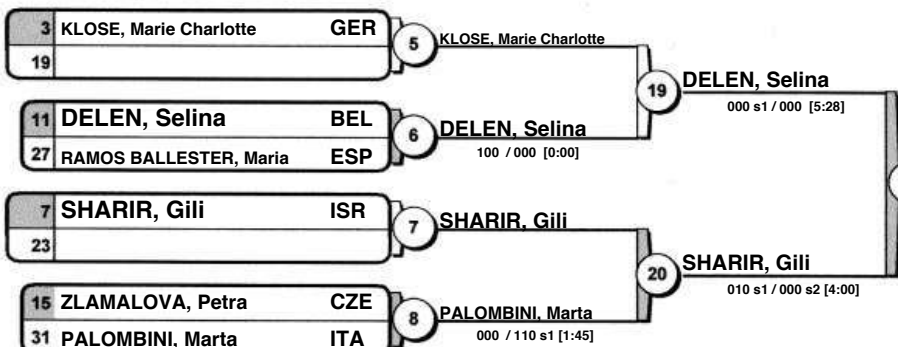 3 KLOSE, Marie Charlotte GER
19
5
KLOSE, Marie Charlotte
11 DELEN, Selina BEL
27 RAMOS BALLESTER, Maria ESP
6
DELEN, Selina
100 / 000 [0:00]
19
DELEN, Selina
000 s1 / 000 [5:28]
7 SHARIR, Gili ISR
23
7
SHARIR, Gili
15 ZLAMALOVA, Petra CZE
31 PALOMBINI, Marta ITA
8
PALOMBINI, Marta
000 / 110 s1 [1:45]
20
SHARIR, Gili
010 s1 / 000 s2 [4:00]